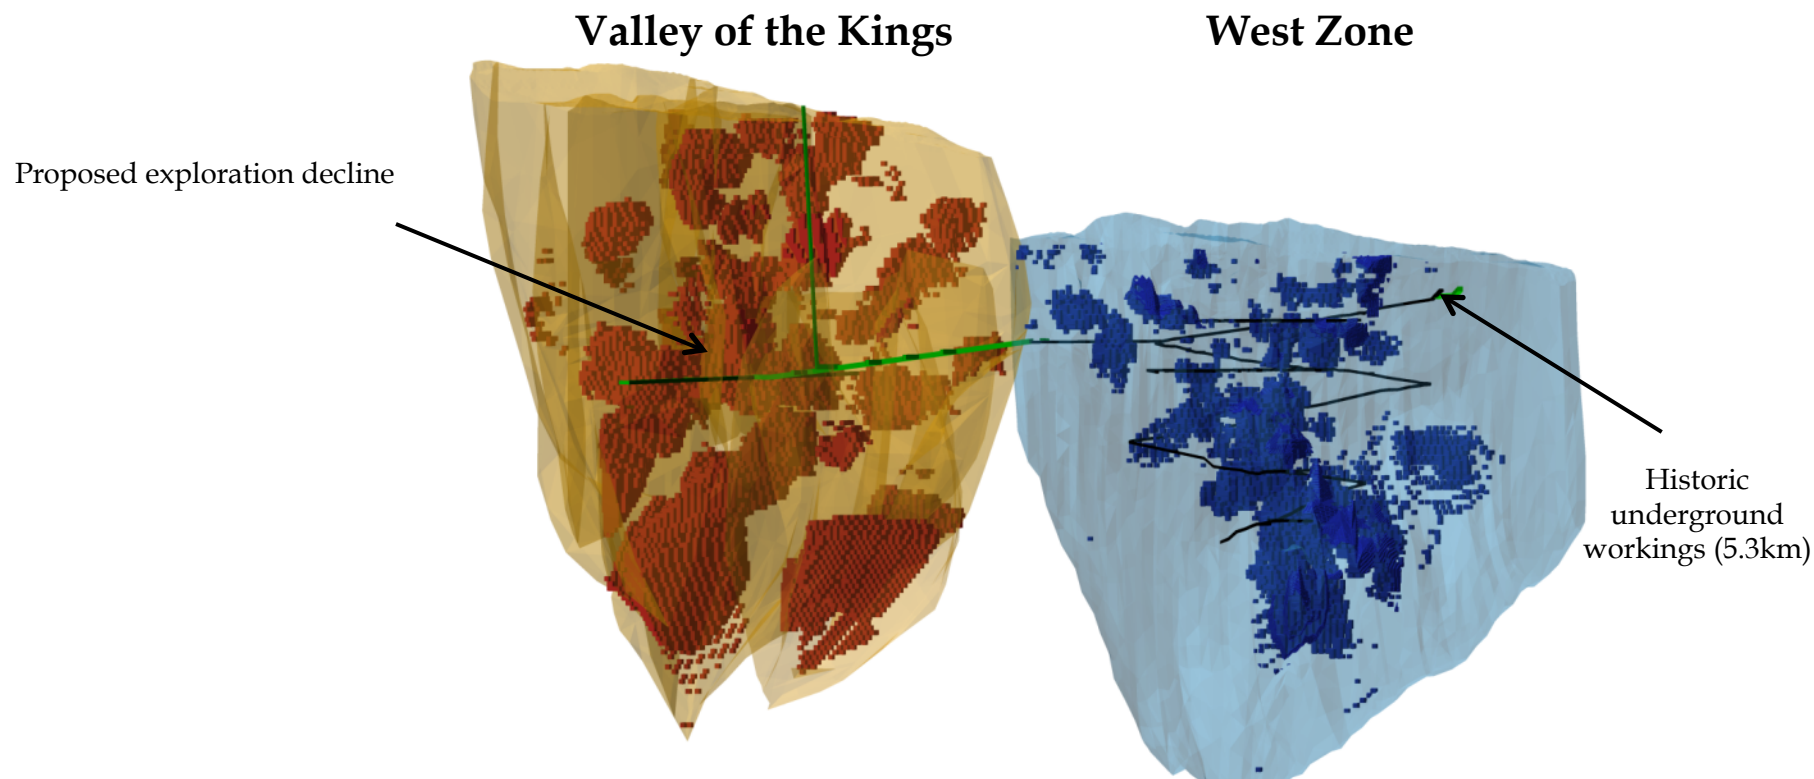 Valley of the Kings
West Zone
Proposed exploration decline
Historic
underground
workings (5.3km)